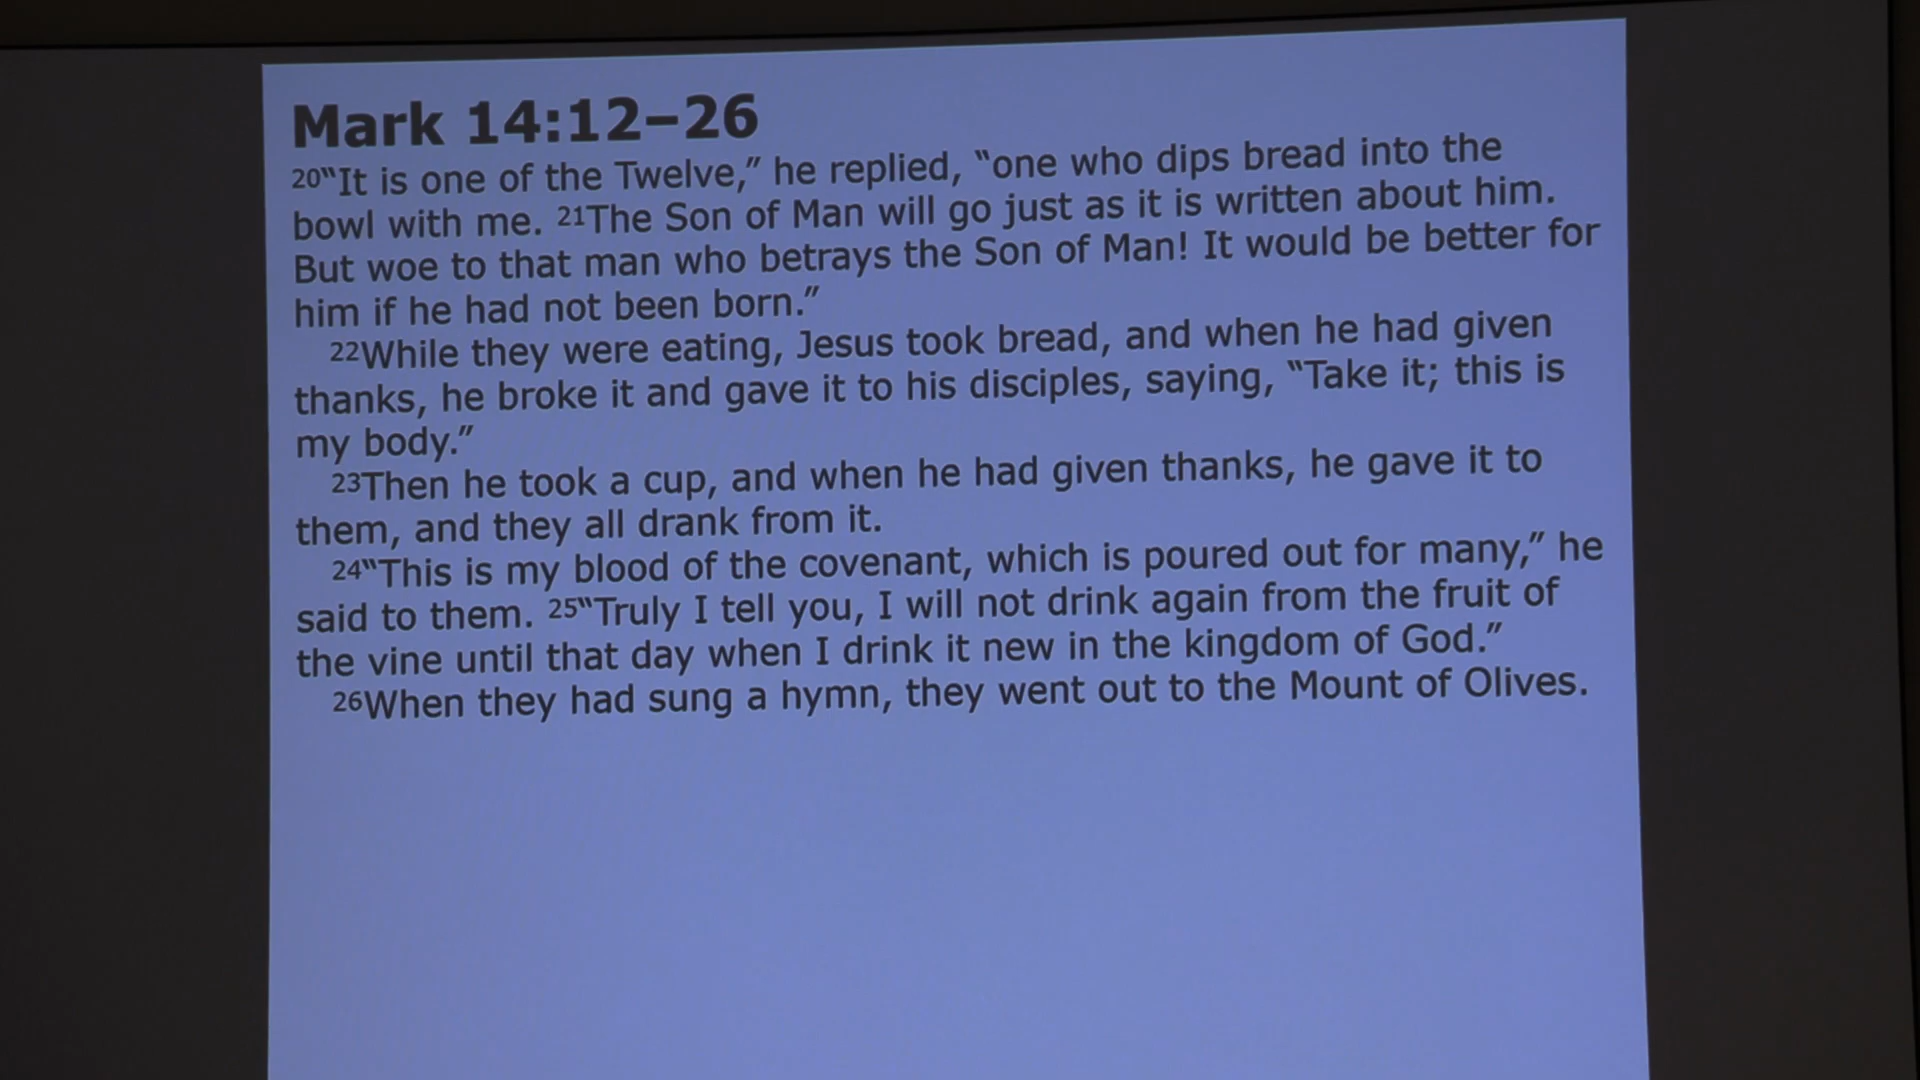 Mark 14:12–26
20“It is one of the Twelve,” he replied, “one who dips bread into the
bowl with me. 21The Son of Man will go just as it is written about him.
But woe to that man who betrays the Son of Man! It would be better for
him if he had not been born.”
22While they were eating, Jesus took bread, and when he had given
thanks, he broke it and gave it to his disciples, saying, “Take it; this is
my body.”
23Then he took a cup, and when he had given thanks, he gave it to
them, and they all drank from it.
24“This is my blood of the covenant, which is poured out for many,” he
said to them. 25“Truly I tell you, I will not drink again from the fruit of
the vine until that day when I drink it new in the kingdom of God.”
26When they had sung a hymn, they went out to the Mount of Olives.